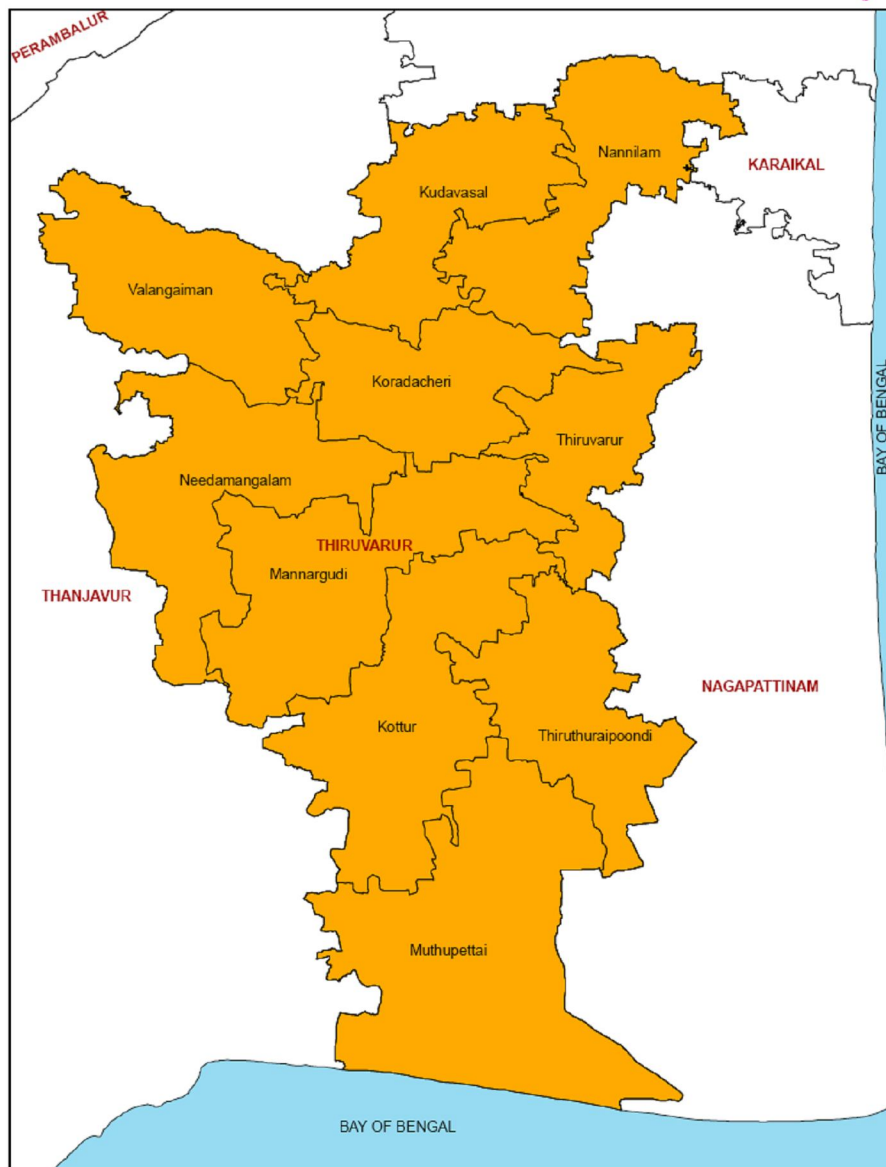 PERAMBALUR
Nannilam
KARAIKAL
Kudavasal
Valangaiman
Koradacheri
BAY OF BENGAL
Thiruvarur
Needamangalam
THIRUVARUR
Mannargudi
THANJAVUR
NAGAPATTINAM
Kottur
Thiruthuraipoondi
Muthupettai
BAY OF BENGAL